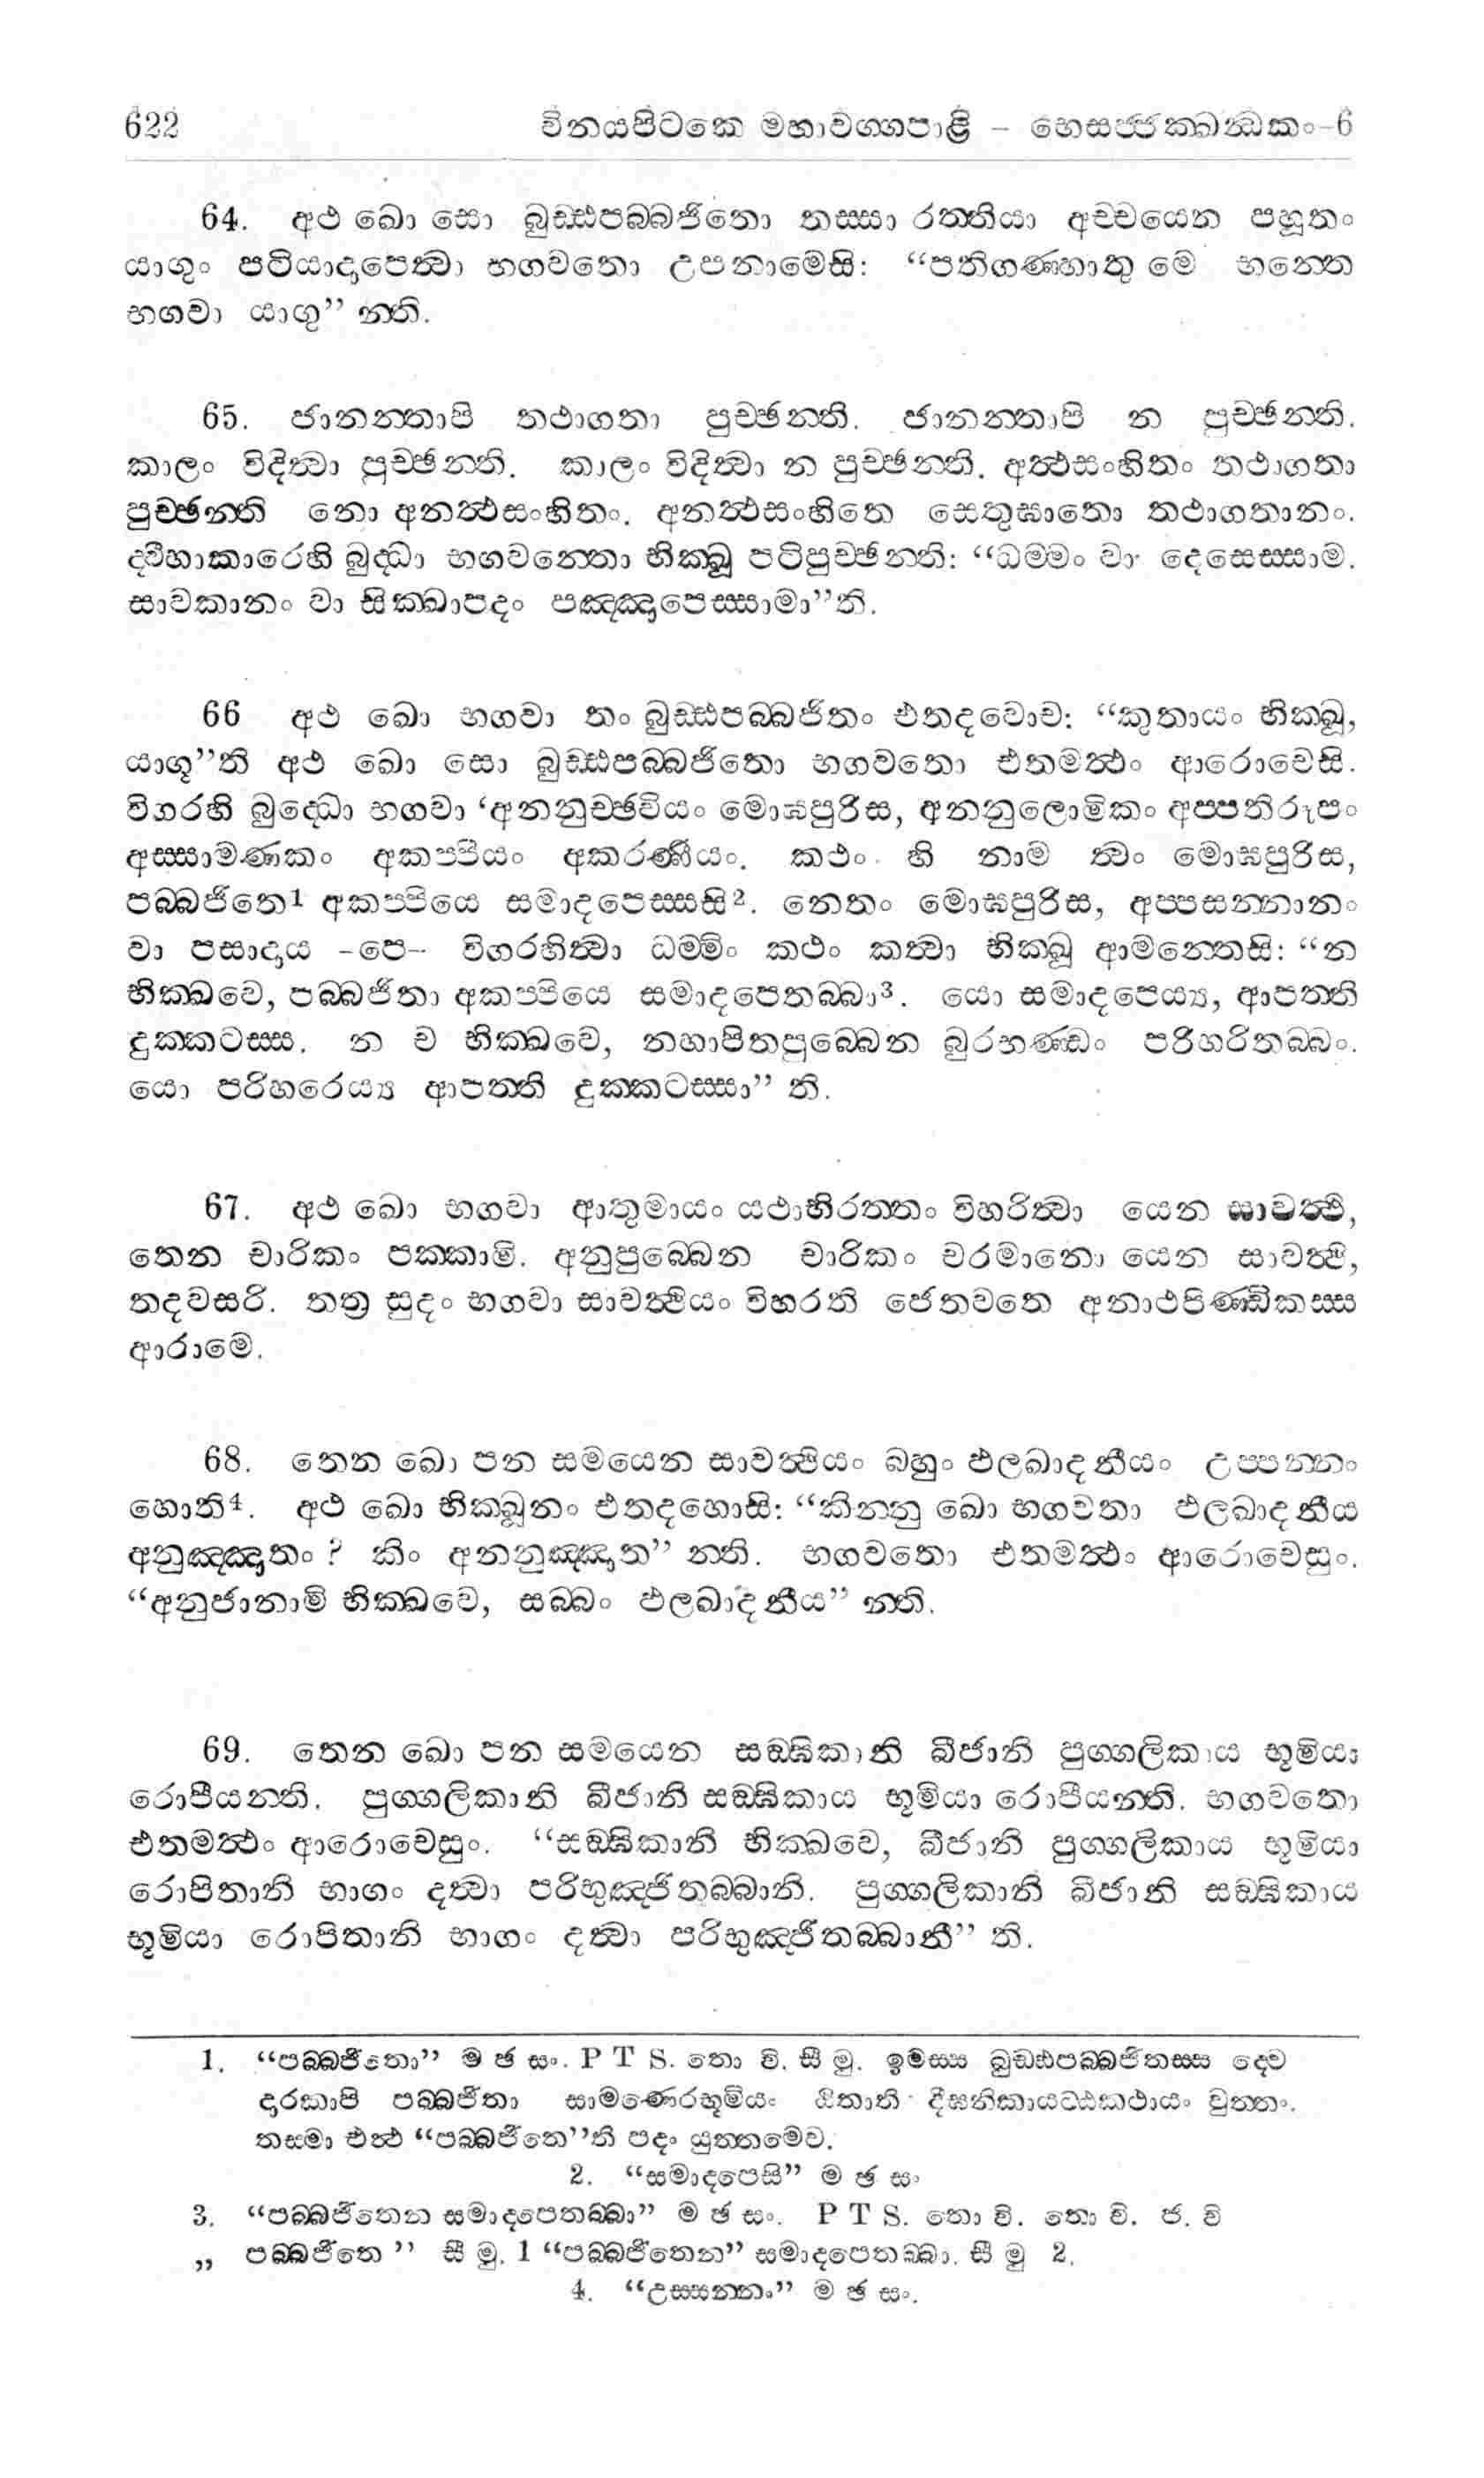 622 විනයපිටකෙ මහාවග්ගපාළි – භෙසජ්ජක්ඛන්ධකං–6
64. අථ ඛො සො බුඩ්ඪපබ්බජිතො තස්සා රත්තියා අච්චයෙන පහූතං
යාගුං පටියාදාපෙත්වා භගවතො උපනාමෙසි: “පතිගණ්හාතු මෙ භන්තෙ
භගවා යාගු” න්ති.
65. ජානන්තාපි තථාගතා පුච්ඡන්ති. ජානන්තාපි න පුච්ඡන්ති.
කාලං විදිත්වා පුච්ඡන්ති. කාලං විදිත්වා න පුච්ඡන්ති. අත්ථසංහිතං තථාගතා
පුච්ඡන්ති නො අනත්ථසංහිතං. අනත්ථසංහිතෙ සෙතුඝාතො තථාගතානං.
ද්වීහාකාරෙහි බුද්ධා භගවන්තො භික්ඛූ පටිපුච්ඡන්ති: “ධම්මං වා දෙසෙස්සාම.
සාවකානං වා සික්ඛාපදං පඤ්ඤාපෙස්සාමා”ති.
66 අථ ඛො භගවා තං බුඩ්ඪපබ්බජිතං එතදවොච: “කුතායං භික්ඛූ,
යාගූ”ති අථ ඛො සො බුඩ්ඪපබ්බජිතො භගවතො එතමත්ථං ආරොචෙසි.
විගරහි බුද්ධො භගවා ‘අනනුච්ඡවියං මොඝපුරිස, අනනුලොමිකං අප්පතිරූපං
අස්සාමණකං අකප්පියං අකරණීයං. කථං හි නාම ත්වං මොඝපුරිස,
පබ්බජිතෙ1 අකප්පියෙ සමාදපෙස්සසි2. නෙතං මොඝපුරිස, අප්පසන්නානං
වා පසාදාය –පෙ– විගරහිත්වා ධම්මිං කථං කත්වා භික්ඛූ ආමන්තෙසි: “න
භික්ඛවෙ, පබ්බජිතා අකප්පියෙ සමාදපෙතබ්බා3. යො සමාදපෙය්‍ය, ආපත්ති
දුක්කටස්ස. න ච භික්ඛවෙ, නහාපිතපුබ්බෙන ඛුරභණ්ඩං පරිහරිතබ්බං.
යො පරිහරෙය්‍ය ආපත්ති දුක්කටස්සා” ති.
67. අථ ඛො භගවා ආතුමායං යථාභිරත්තං විහරිත්වා යෙන සාවත්ථි,
තෙන චාරිකං පක්කාමි. අනුපුබ්බෙන චාරිකං චරමානො යෙන සාවත්ථි,
තදවසරි. තත්‍ර සුදං භගවා සාවත්ථියං විහරති ජෙතවනෙ අනාථපිණ්ඩිකස්ස
ආරාමෙ.
68. තෙන ඛො පන සමයෙන සාවත්ථියං බහුං ඵලඛාදනීයං උප්පන්නං
හොති4. අථ ඛො භික්ඛූනං එතදහොසි: “කින්නු ඛො භගවතා ඵලඛාදනීය
අනුඤ්ඤාතං ? කිං අනනුඤ්ඤාත” න්ති. භගවතො එතමත්ථං ආරොචෙසුං.
“අනුජානාමි භික්ඛවෙ, සබ්බං ඵලඛාදනීය” න්ති.
69. තෙන ඛො පන සමයෙන සඞ්ඝිකානි බීජානි පුග්ගලිකාය භූමියා
රොපීයන්ති. පුග්ගලිකානි බීජානි සඞ්ඝිකාය භූමියා රොපීයන්ති. භගවතො
එතමත්ථං ආරොචෙසුං. “සඞ්ඝිකානි භික්ඛවෙ, බීජානි පුග්ගලිකාය භූමියා
රොපිතානි භාගං දත්වා පරිභුඤ්ජිතබ්බානි. පුග්ගලිකානි බීජානි සඞ්ඝිකාය
භූමියා රොපිතානි භාගං දත්වා පරිභුඤ්ජිතබ්බානී” ති.
1. “පබ්බජිතො” ම ඡ සං. P T S. තො වි. සී මු. ඉමස්ස බුඩ්ඪපබ්බජිතස්ස ද්වෙ
දාරකාපි පබ්බජිතා සාමණෙරභූමියං ඨිතාති දීඝනිකායට්ඨකථායං වුත්තං.
තස්මා එත්ථ “පබ්බජිතෙ”ති පදං යුත්තමෙව.
2. “සමාදපෙසි” ම ඡ සං
3. “පබ්බජිතෙන සමාදපෙතබ්බා” ම ඡ සං. P T S. තො වි. තො වි. ජ. වි
„ පබ්බජිතෙ ” සී මු. 1 “පබ්බජිතෙන” සමාදපෙතබ්බා. සී මු 2.
4. “උස්සන්නං” ම ඡ සං.